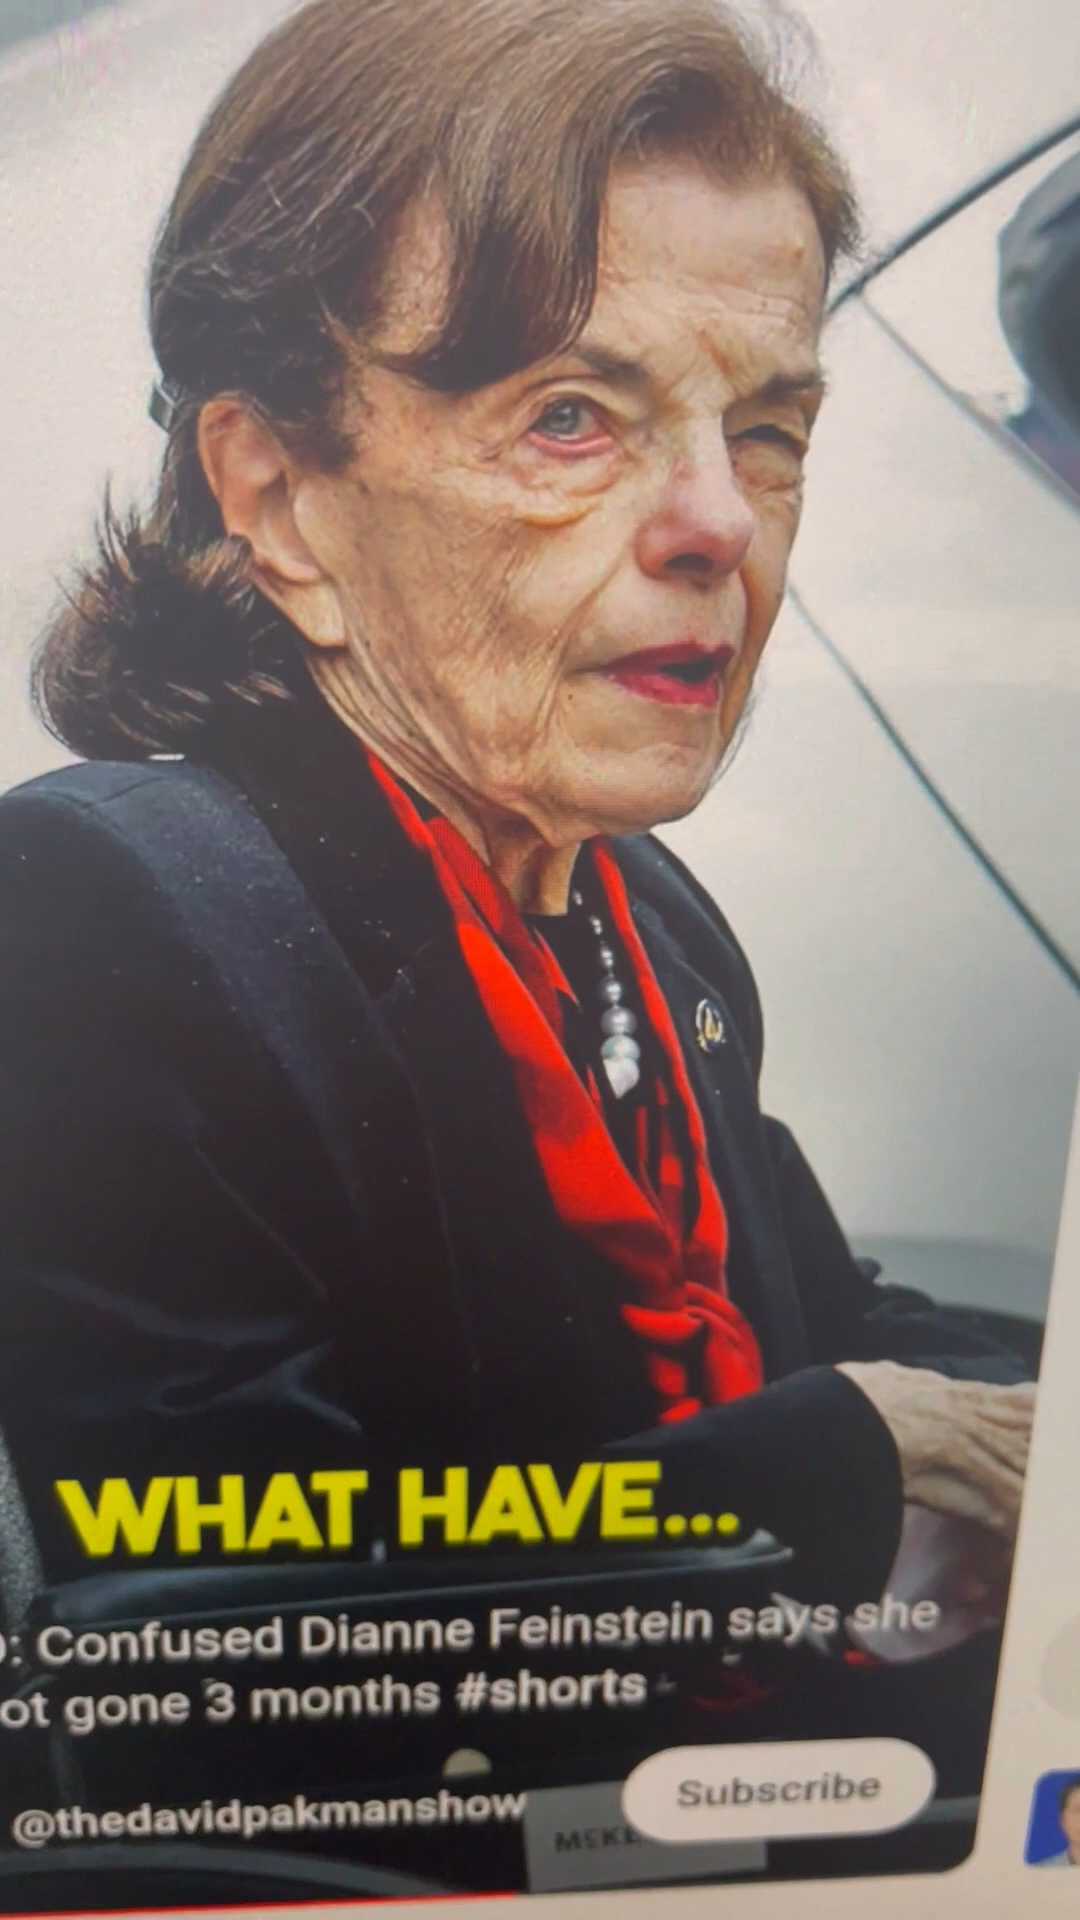 WHAT HAVE...
: Confused Dianne Feinstein says she
ot gone 3 months #shorts
@thedavidpakmanshow
Subscribe